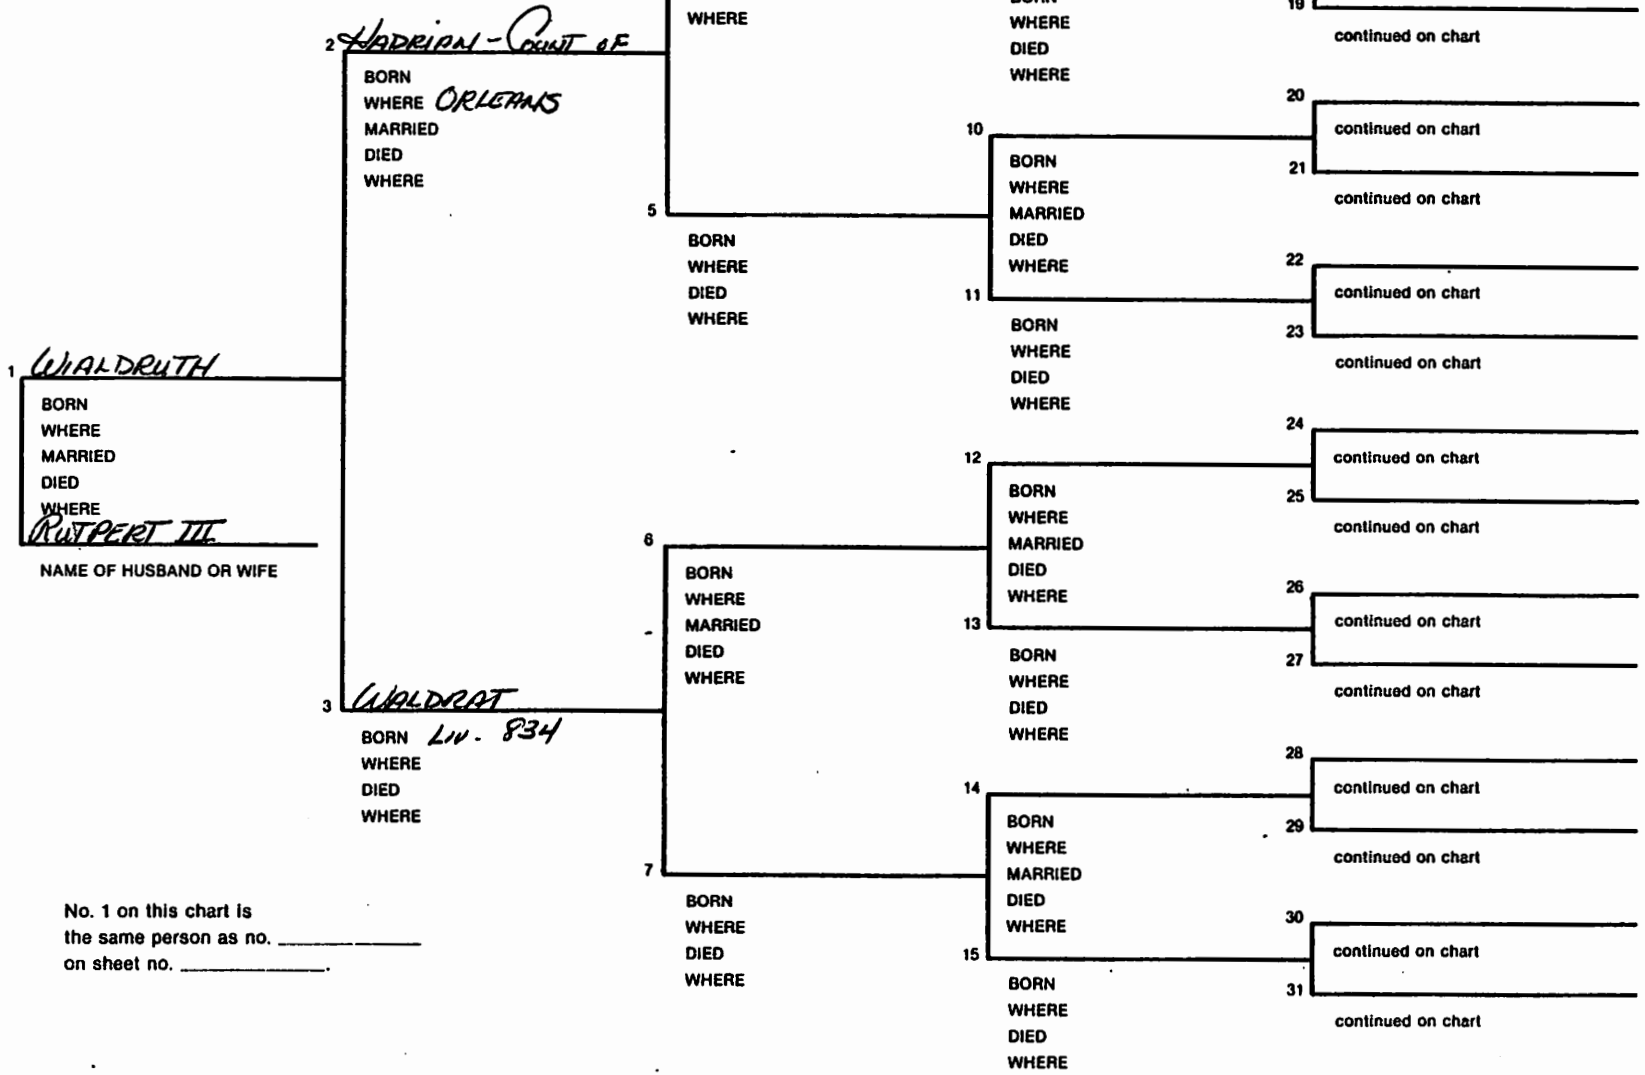 2 HADRIAN - COUNT OF
BORN
WHERE ORLEANS
MARRIED
DIED
WHERE
1 WALDRUTH
BORN
WHERE
MARRIED
DIED
WHERE
RUTPERT III
NAME OF HUSBAND OR WIFE
3 WALDRAT
BORN LIV. 834
WHERE
DIED
WHERE
No. 1 on this chart is
the same person as no.
on sheet no.
WHERE
5
BORN
WHERE
DIED
WHERE
6
BORN
WHERE
MARRIED
DIED
WHERE
7
BORN
WHERE
DIED
WHERE
BORN
WHERE
DIED
WHERE
10
BORN
WHERE
MARRIED
DIED
WHERE
11
BORN
WHERE
DIED
WHERE
12
BORN
WHERE
MARRIED
DIED
WHERE
13
BORN
WHERE
DIED
WHERE
14
BORN
WHERE
MARRIED
DIED
WHERE
15
BORN
WHERE
DIED
WHERE
19
continued on chart
20
continued on chart
21
continued on chart
22
continued on chart
23
continued on chart
24
continued on chart
25
continued on chart
26
continued on chart
27
continued on chart
28
continued on chart
29
continued on chart
30
continued on chart
31
continued on chart